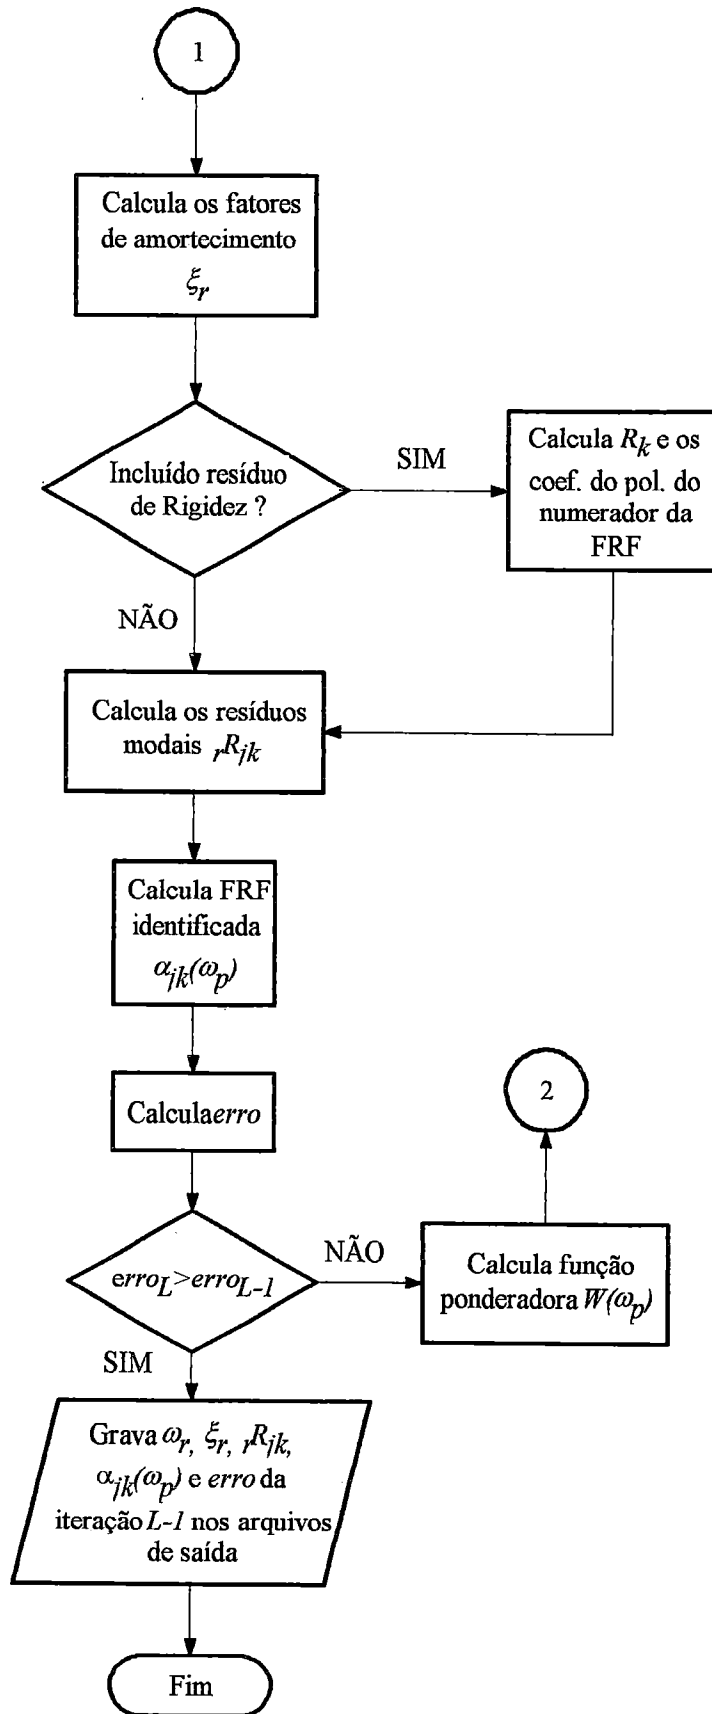 1
Calcula os fatores
de amortecimento
ξr
Incluído resíduo
de Rigidez ?
SIM
Calcula Rk e os
coef. do pol. do
numerador da
FRF
NÃO
Calcula os resíduos
modais rRjk
Calcula FRF
identificada
αjk(ωp)
Calculaerro
2
erroL>erroL-1
NÃO
Calcula função
ponderadora W(ωp)
SIM
Grava ωr, ξr, rRjk,
αjk(ωp) e erro da
iteração L-1 nos arquivos
de saída
Fim